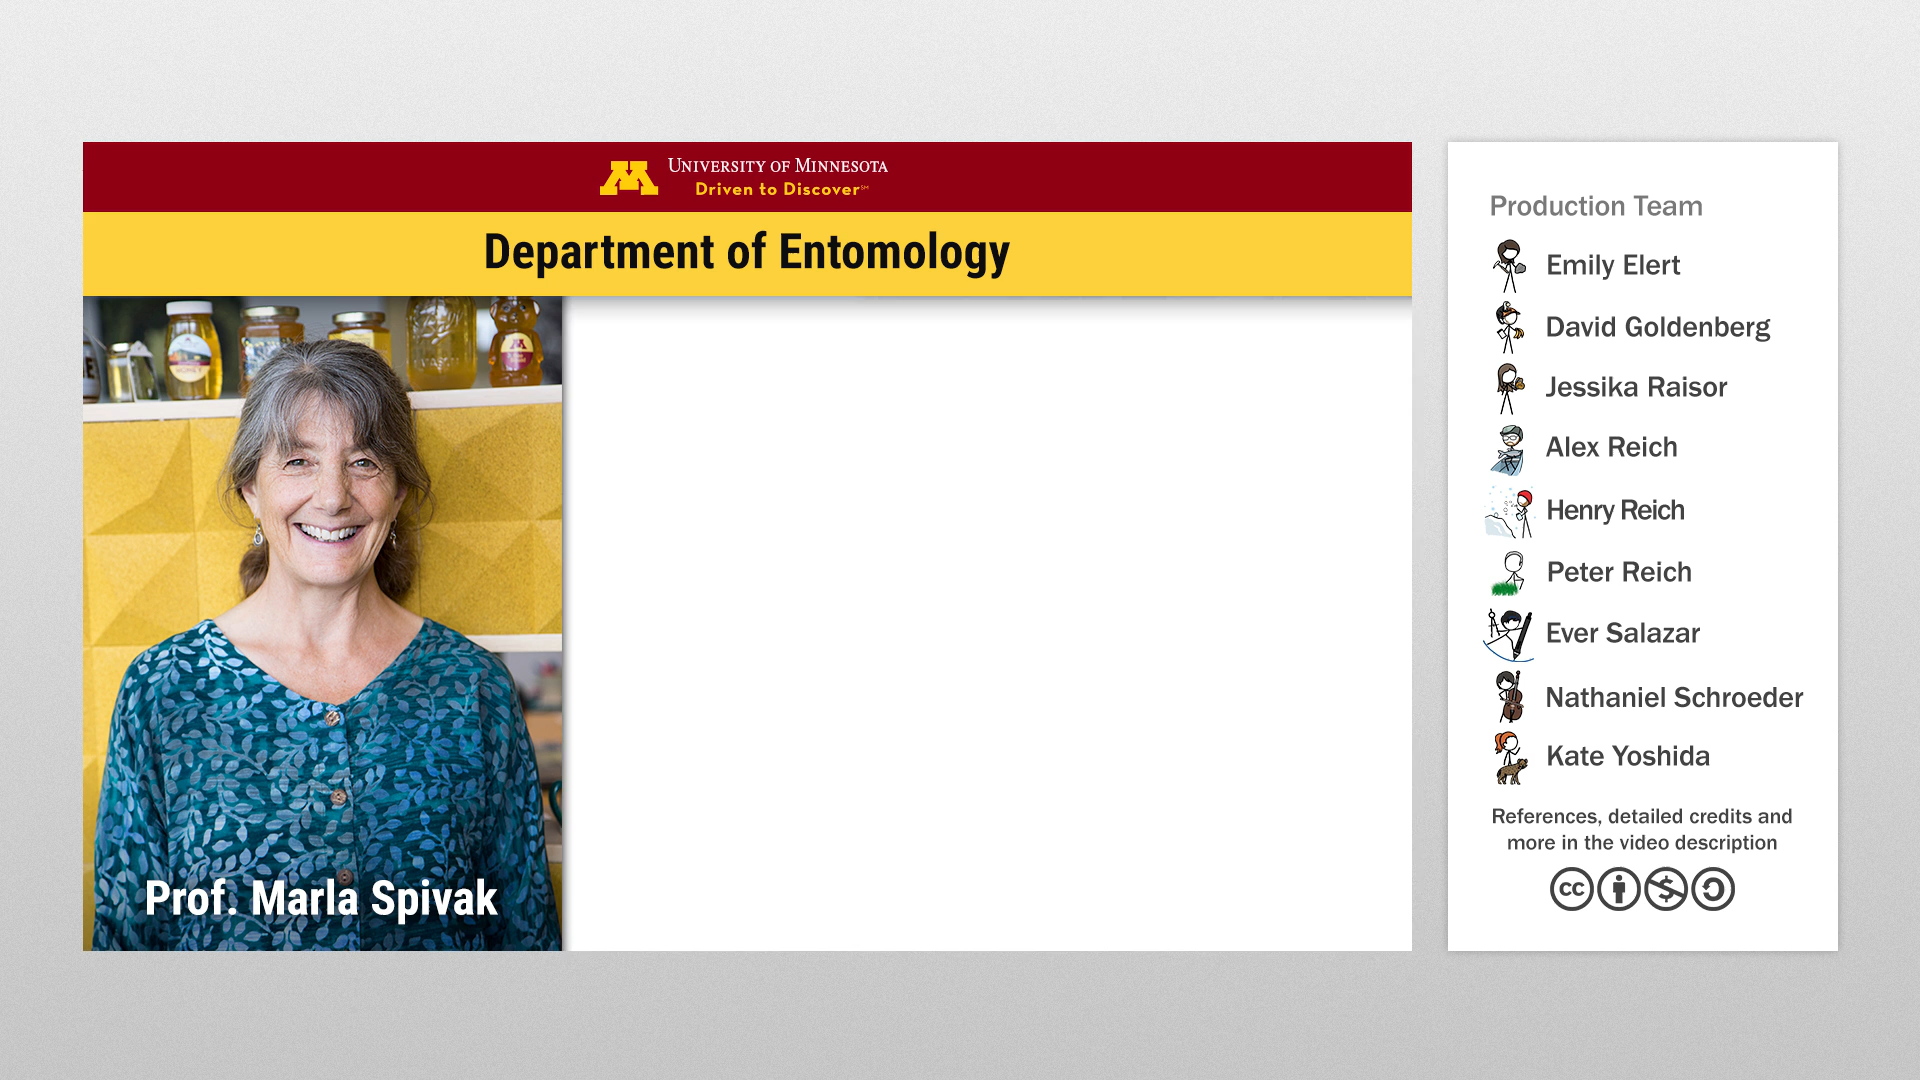 University of Minnesota
Driven to Discover℠
Department of Entomology
Prof. Marla Spivak
Production Team
Emily Elert
David Goldenberg
Jessika Raisor
Alex Reich
Henry Reich
Peter Reich
Ever Salazar
Nathaniel Schroeder
Kate Yoshida
References, detailed credits and
more in the video description